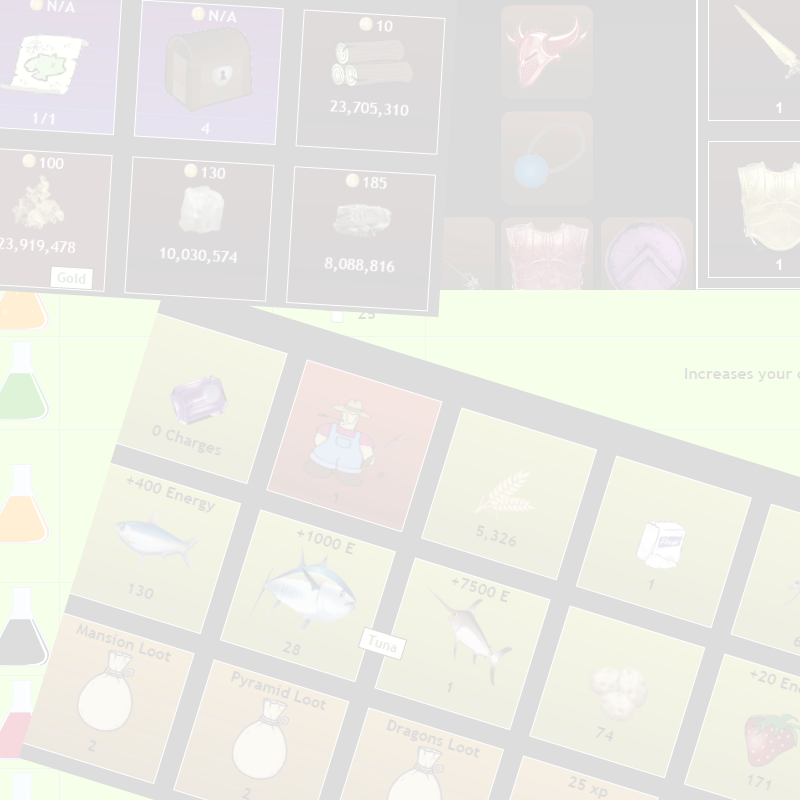 N/A
1/1
N/A
4
10
23,705,310
100
23,919,478
Gold
130
10,030,574
185
8,088,816
1
1
25
Increases your
0 Charges
1
5,326
1
+400 Energy
130
+1000 E
28
Tuna
+7500 E
1
74
+20 En
171
Mansion Loot
2
Pyramid Loot
2
Dragons Loot
25 xp